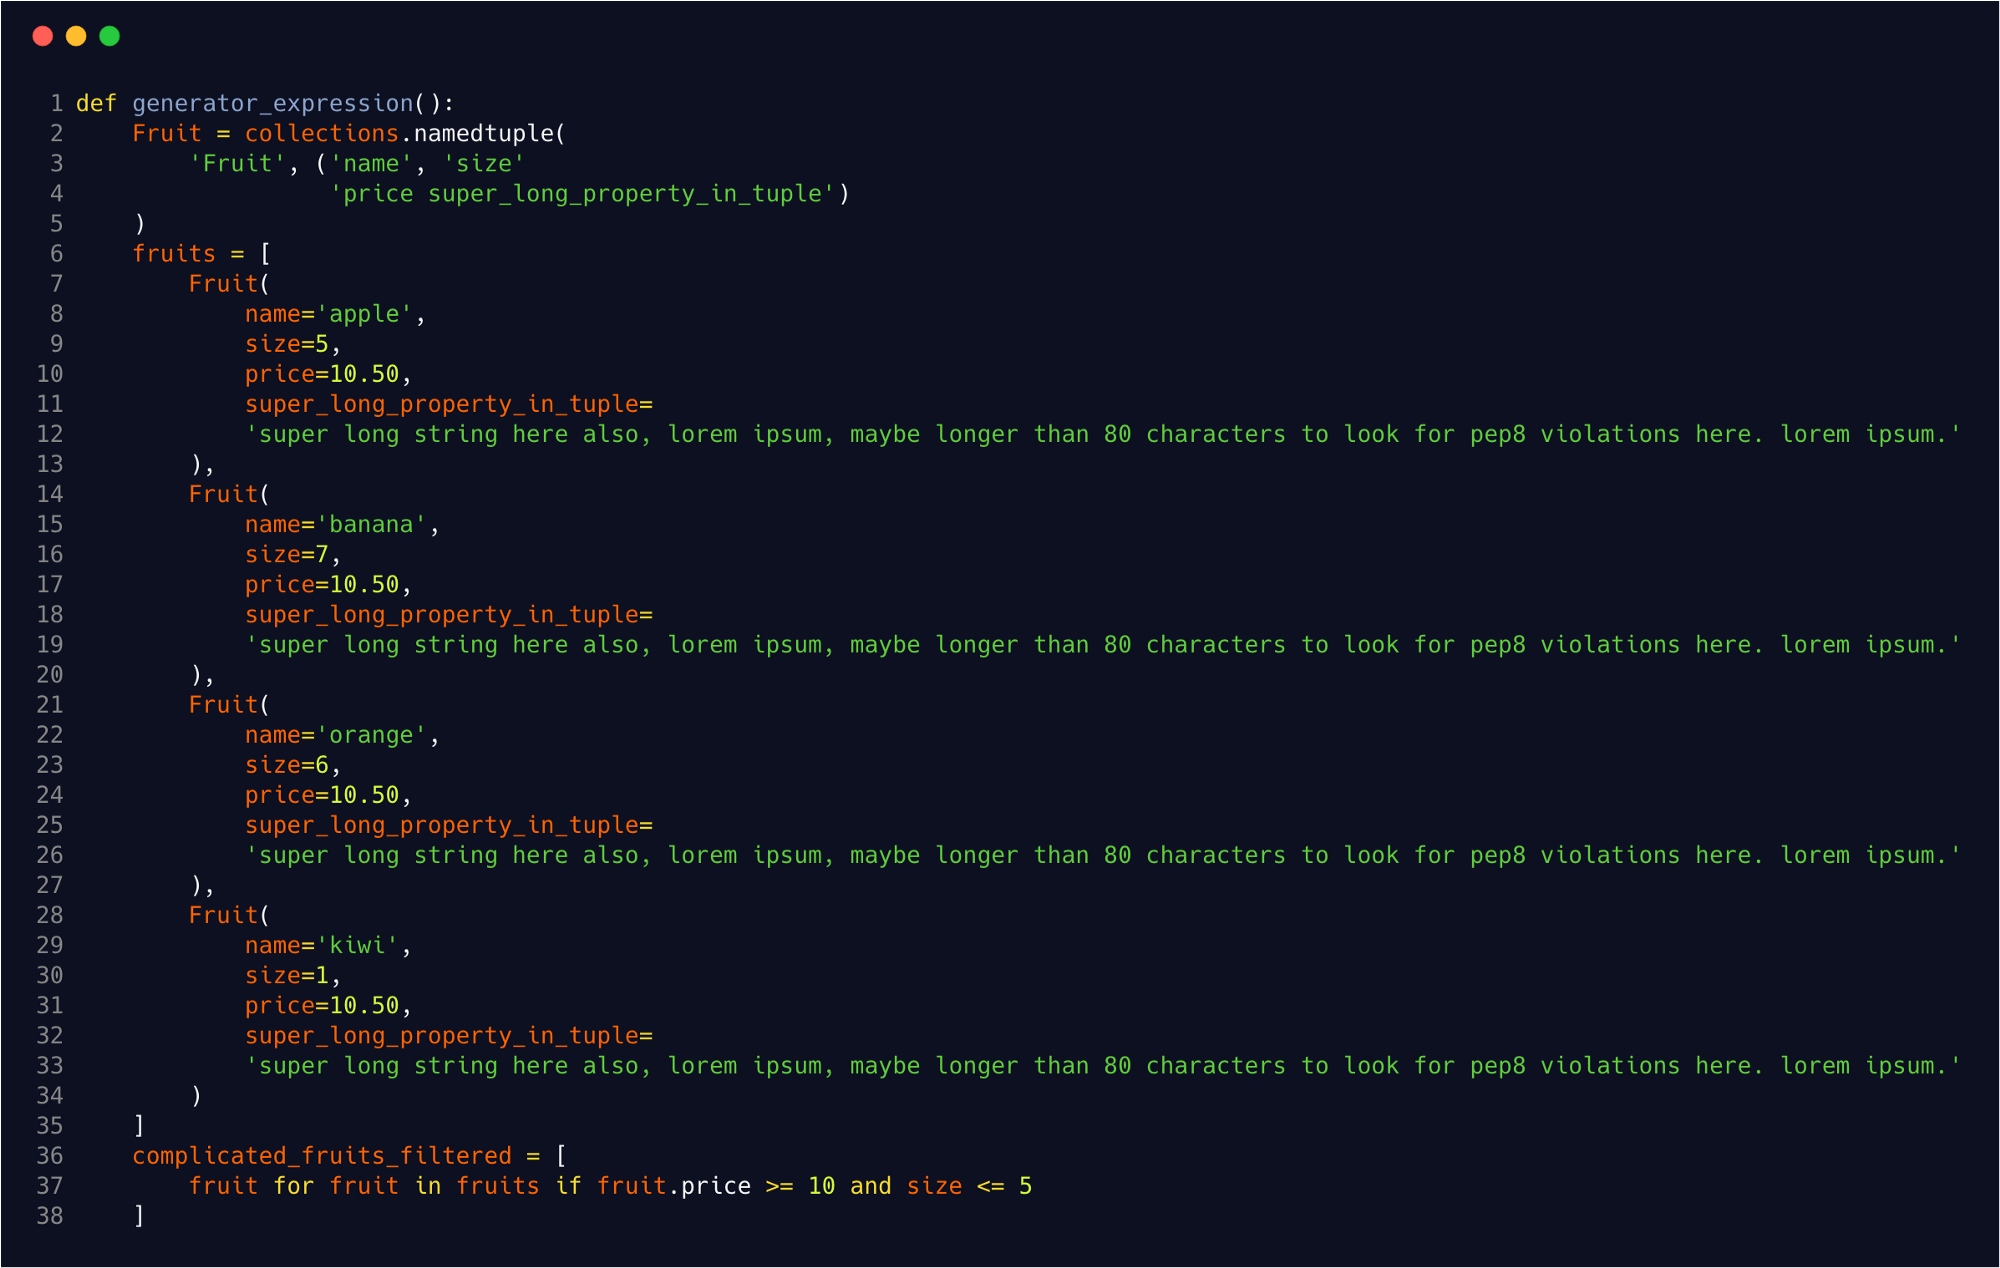 1 def generator_expression():
2     Fruit = collections.namedtuple(
3         'Fruit', ('name', 'size'
4                   'price super_long_property_in_tuple')
5     )
6     fruits = [
7         Fruit(
8             name='apple',
9             size=5,
10             price=10.50,
11             super_long_property_in_tuple=
12             'super long string here also, lorem ipsum, maybe longer than 80 characters to look for pep8 violations here. lorem ipsum.'
13         ),
14         Fruit(
15             name='banana',
16             size=7,
17             price=10.50,
18             super_long_property_in_tuple=
19             'super long string here also, lorem ipsum, maybe longer than 80 characters to look for pep8 violations here. lorem ipsum.'
20         ),
21         Fruit(
22             name='orange',
23             size=6,
24             price=10.50,
25             super_long_property_in_tuple=
26             'super long string here also, lorem ipsum, maybe longer than 80 characters to look for pep8 violations here. lorem ipsum.'
27         ),
28         Fruit(
29             name='kiwi',
30             size=1,
31             price=10.50,
32             super_long_property_in_tuple=
33             'super long string here also, lorem ipsum, maybe longer than 80 characters to look for pep8 violations here. lorem ipsum.'
34         )
35     ]
36     complicated_fruits_filtered = [
37         fruit for fruit in fruits if fruit.price >= 10 and size <= 5
38     ]